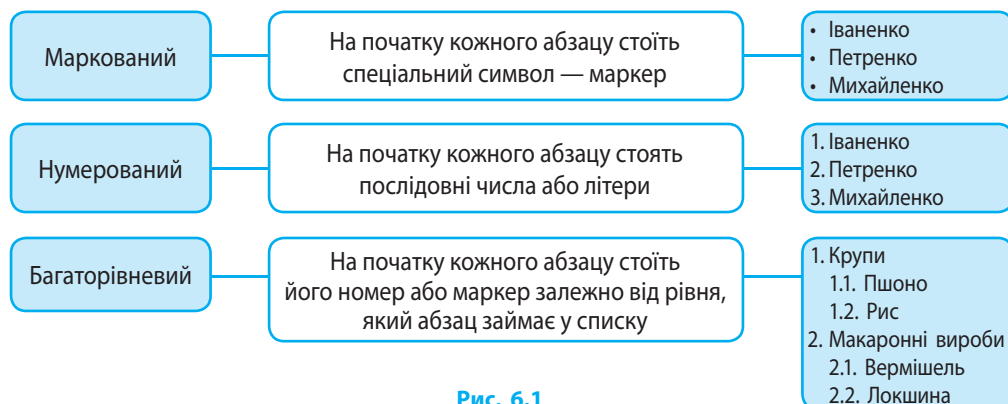 Маркований
На початку кожного абзацу стоїть
спеціальний символ — маркер
• Іваненко
• Петренко
• Михайленко
Нумерований
На початку кожного абзацу стоять
послідовні числа або літери
1. Іваненко
2. Петренко
3. Михайленко
Багаторівневий
На початку кожного абзацу стоїть
його номер або маркер залежно від рівня,
який абзац займає у списку
1. Крупи
1.1. Пшоно
1.2. Рис
2. Макаронні вироби
2.1. Вермішель
2.2. Локшина
Рис. 6.1